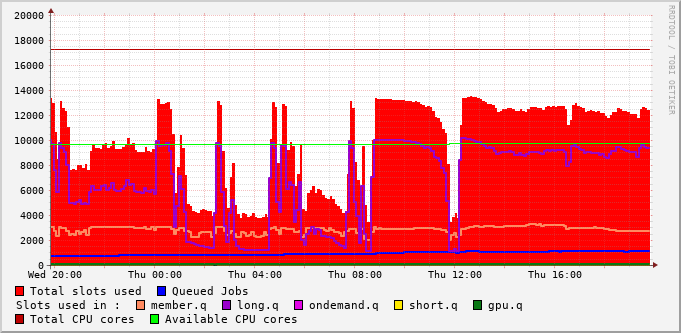 20000
18000
16000
14000
12000
10000
8000
6000
4000
2000
0
Wed 20:00 Thu 00:00 Thu 04:00 Thu 08:00 Thu 12:00 Thu 16:00
RRDTOOL / TOBI OETIKER
Total slots used Queued Jobs
Slots used in : member.q long.q ondemand.q short.q gpu.q
Total CPU cores Available CPU cores